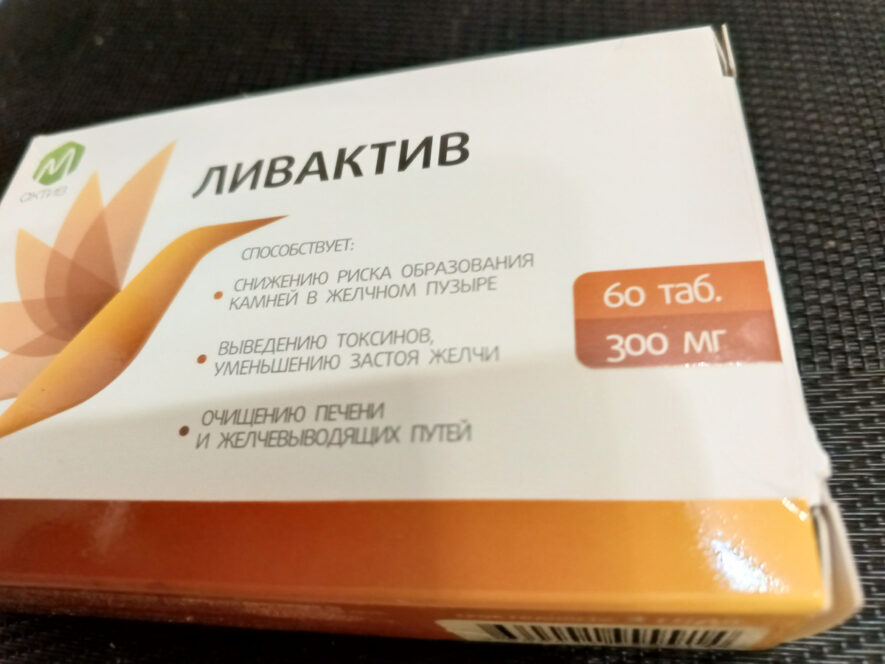 М
АКТИВ
ЛИВАКТИВ
СПОСОБСТВУЕТ:
• СНИЖЕНИЮ РИСКА ОБРАЗОВАНИЯ
КАМНЕЙ В ЖЕЛЧНОМ ПУЗЫРЕ
• ВЫВЕДЕНИЮ ТОКСИНОВ,
УМЕНЬШЕНИЮ ЗАСТОЯ ЖЕЛЧИ
• ОЧИЩЕНИЮ ПЕЧЕНИ
И ЖЕЛЧЕВЫВОДЯЩИХ ПУТЕЙ
60 таб.
300 мг